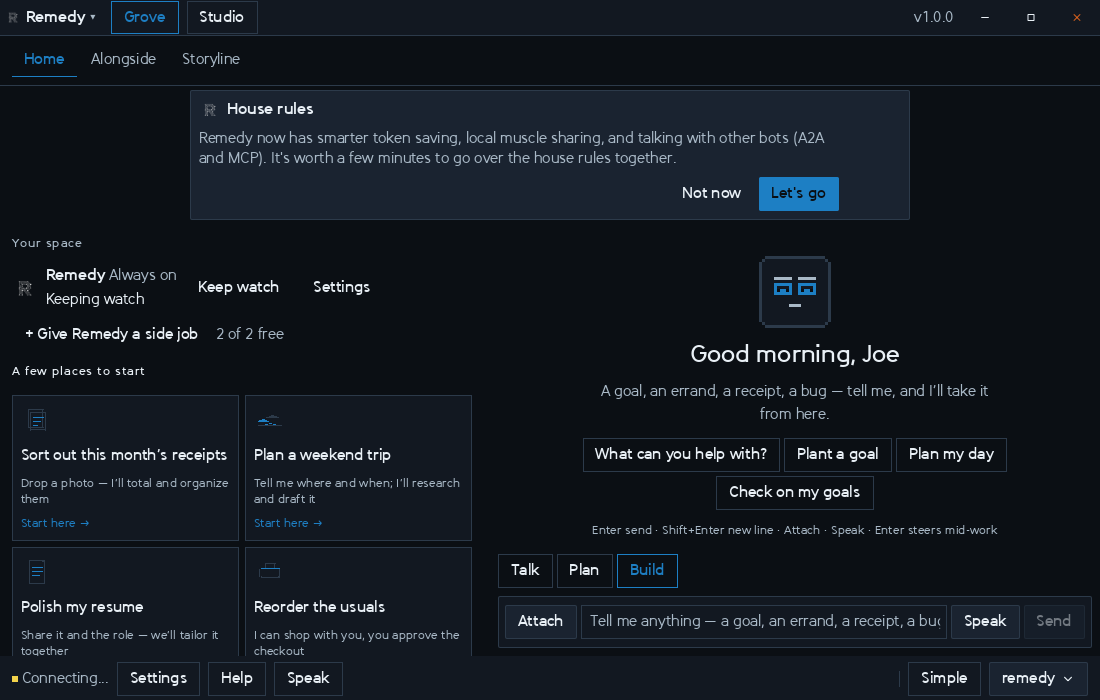 Remedy ▾ Grove Studio v1.0.0
Home Alongside Storyline
House rules
Remedy now has smarter token saving, local muscle sharing, and talking with other bots (A2A
and MCP). It's worth a few minutes to go over the house rules together.
Not now Let's go
Your space
Remedy Always on
Keeping watch
Keep watch Settings
+ Give Remedy a side job 2 of 2 free
A few places to start
Sort out this month's receipts
Drop a photo — I'll total and organize
them
Start here →
Plan a weekend trip
Tell me where and when; I'll research
and draft it
Start here →
Polish my resume
Share it and the role — we'll tailor it
together
Reorder the usuals
I can shop with you, you approve the
checkout
Good morning, Joe
A goal, an errand, a receipt, a bug — tell me, and I'll take it
from here.
What can you help with? Plant a goal Plan my day
Check on my goals
Enter send · Shift+Enter new line · Attach · Speak · Enter steers mid-work
Talk Plan Build
Attach Tell me anything — a goal, an errand, a receipt, a bug Speak Send
Connecting... Settings Help Speak Simple remedy